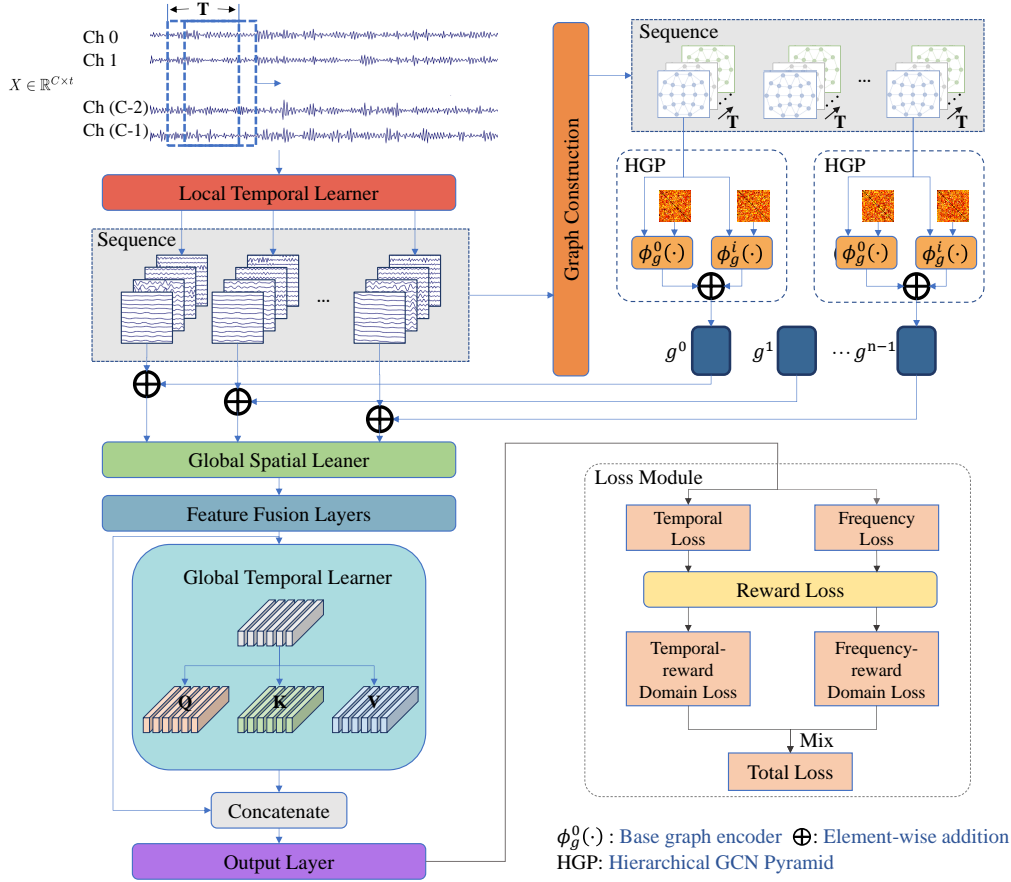 T
Ch 0
Ch 1
X ∈ ℝ^{C×t}
Ch (C-2)
Ch (C-1)
Local Temporal Learner
Sequence
...
Graph Construction
Sequence
...
T
T
T
HGP
HGP
ϕ_g^0(·)
ϕ_g^i(·)
ϕ_g^0(·)
ϕ_g^i(·)
g^0
g^1
... g^{n−1}
Global Spatial Leaner
Feature Fusion Layers
Global Temporal Learner
Q
K
V
Concatenate
Output Layer
Loss Module
Temporal
Loss
Frequency
Loss
Reward Loss
Temporal-
reward
Domain Loss
Frequency-
reward
Domain Loss
Mix
Total Loss
ϕ_g^0(·) : Base graph encoder ⊕: Element-wise addition
HGP: Hierarchical GCN Pyramid